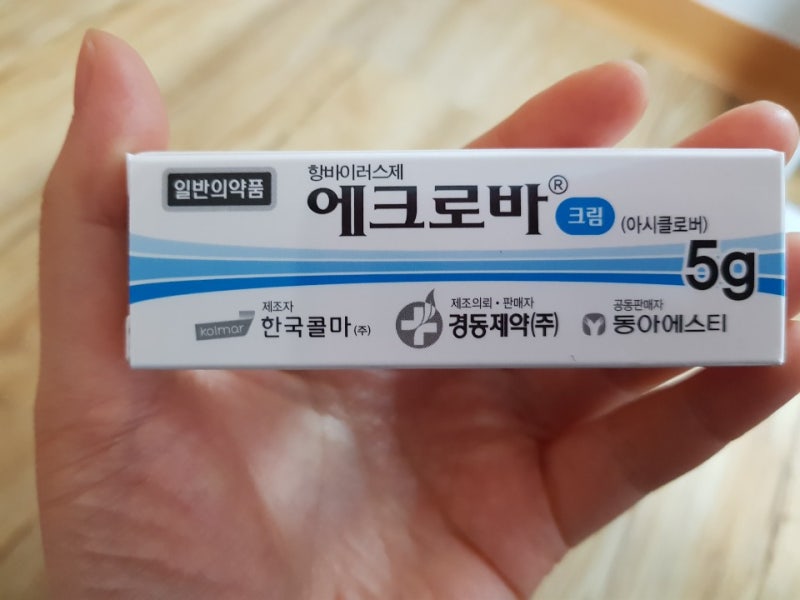 일반의약품
항바이러스제
에크로바® 크림 (아시클로버)
5g
kolmar
제조자
한국콜마(주)
제조의뢰・판매자
경동제약(주)
공동판매자
동아에스티